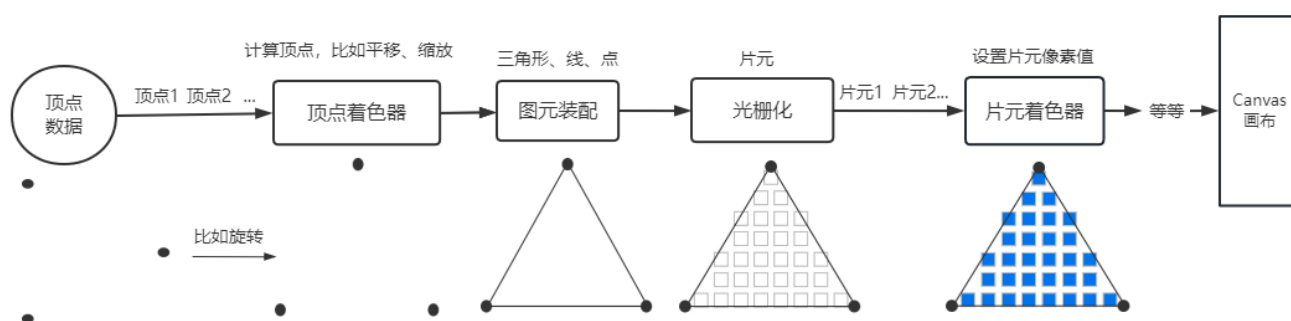 计算顶点，比如平移、缩放
三角形、线、点
片元
设置片元像素值
顶点
数据
顶点1 顶点2 ...
顶点着色器
图元装配
光栅化
片元1 片元2...
片元着色器
等等
Canvas
画布
比如旋转